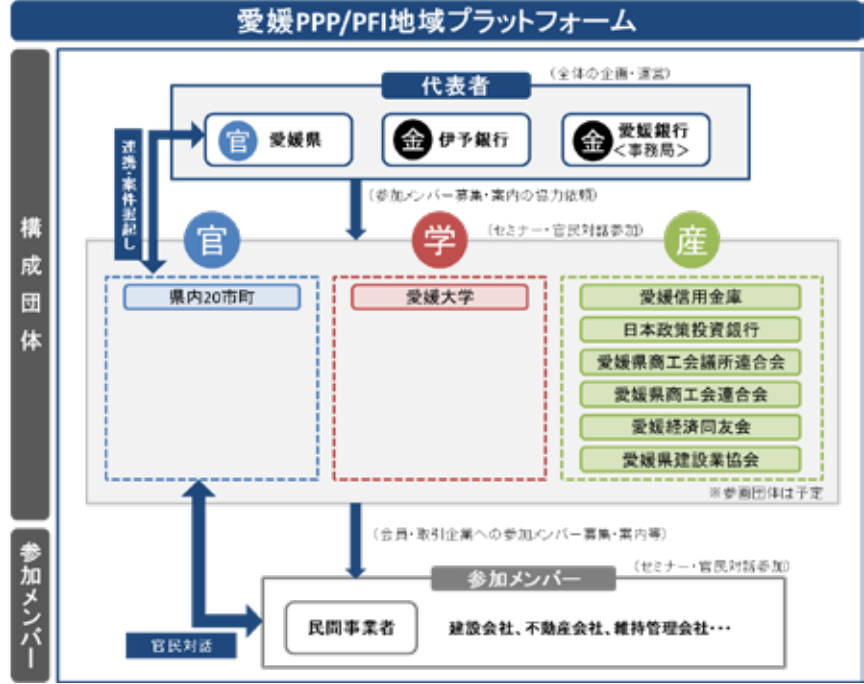 愛媛PPP/PFI地域プラットフォーム
構成団体
代表者
(全体の企画・運営)
官 愛媛県
金 伊予銀行
金 愛媛銀行
<事務局>
連携・案件掘起し
(参加メンバー募集・案内の協力依頼)
官
学
(セミナー・官民対話参加)
産
県内20市町
愛媛大学
愛媛信用金庫
日本政策投資銀行
愛媛県商工会議所連合会
愛媛県商工会連合会
愛媛経済同友会
愛媛県建設業協会
※参画団体は予定
(会員・取引企業への参加メンバー募集・案内等)
参加メンバー
参加メンバー
(セミナー・官民対話参加)
民間事業者
建設会社、不動産会社、維持管理会社・・・
官民対話